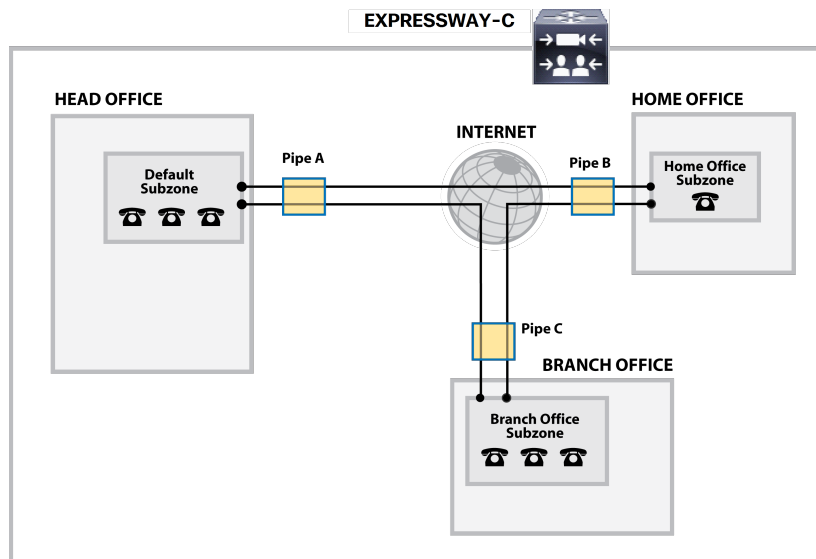 EXPRESSWAY-C
HEAD OFFICE
HOME OFFICE
INTERNET
Pipe A
Pipe B
Default
Subzone
Home Office
Subzone
Pipe C
BRANCH OFFICE
Branch Office
Subzone